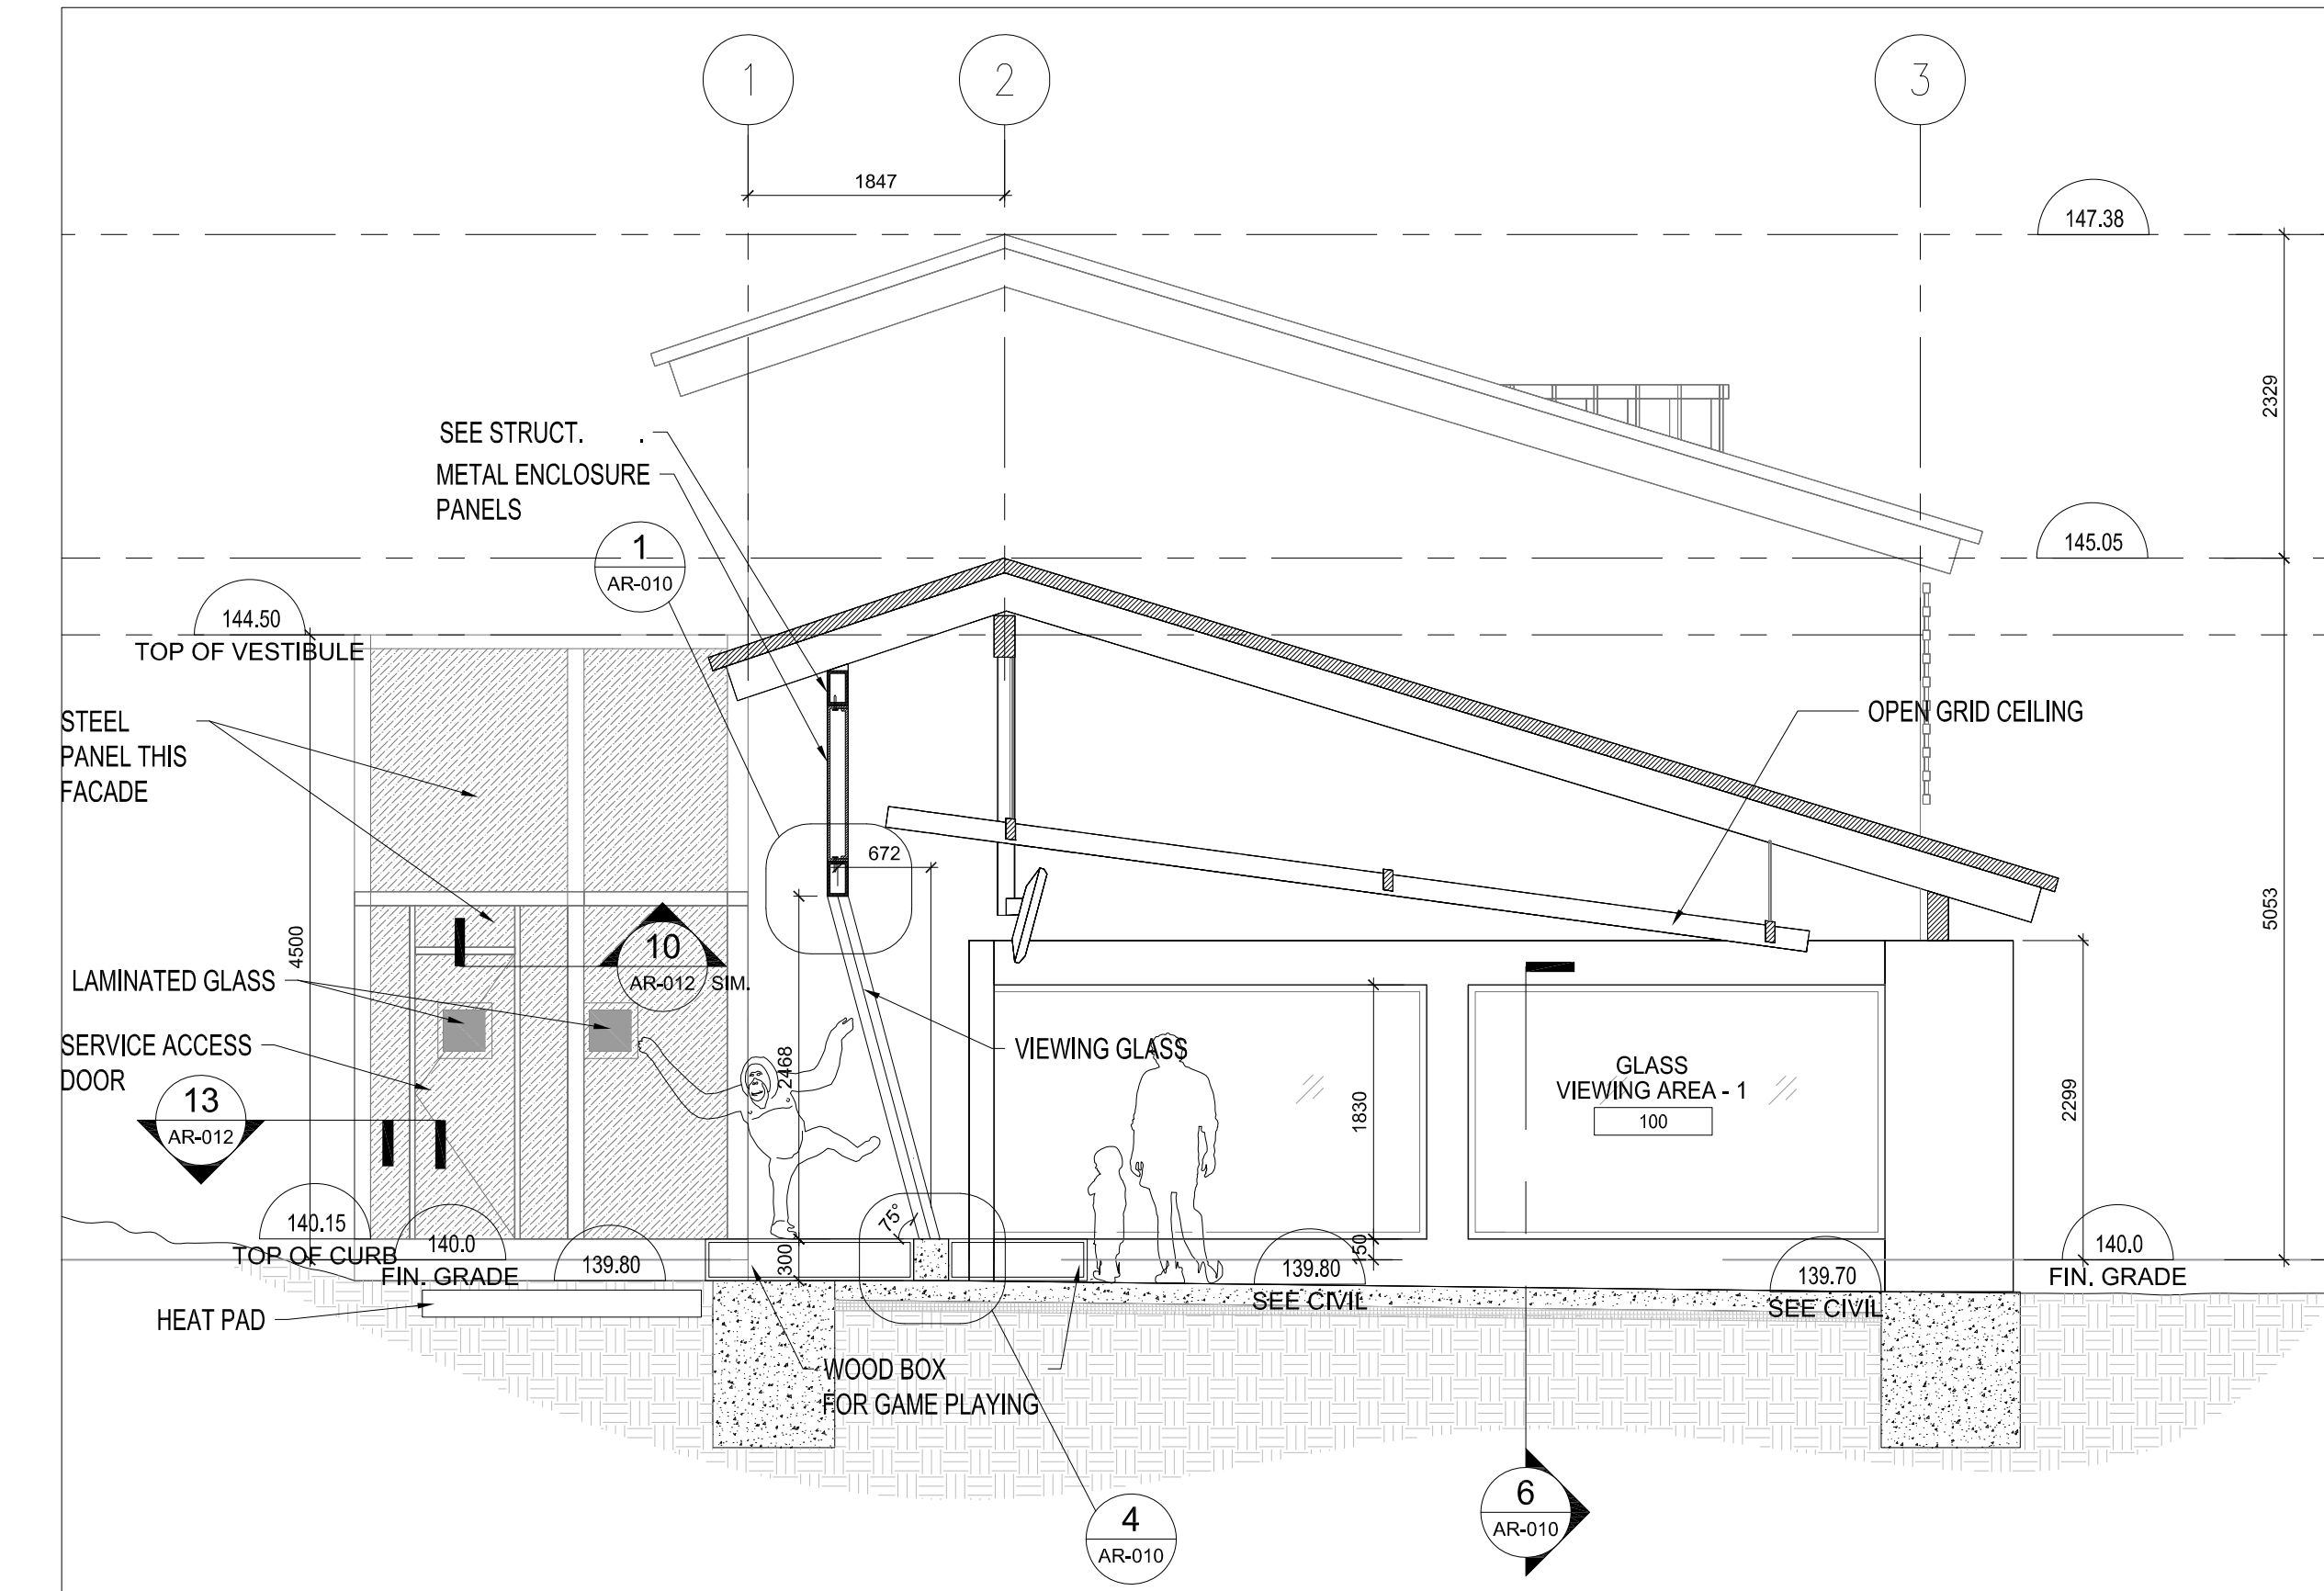 1
2
3
1847
147.38
2329
SEE STRUCT. .
METAL ENCLOSURE
PANELS
1
AR-010
145.05
144.50
TOP OF VESTIBULE
STEEL
PANEL THIS
FACADE
OPEN GRID CEILING
672
4500
5053
10
AR-012
SIM.
LAMINATED GLASS
SERVICE ACCESS
DOOR
13
AR-012
2468
VIEWING GLASS
1830
GLASS
VIEWING AREA - 1
100
2299
75°
140.15
TOP OF CURB
140.0
FIN. GRADE
139.80
300
150
139.80
SEE CIVIL
139.70
SEE CIVIL
140.0
FIN. GRADE
HEAT PAD
WOOD BOX
FOR GAME PLAYING
4
AR-010
6
AR-010